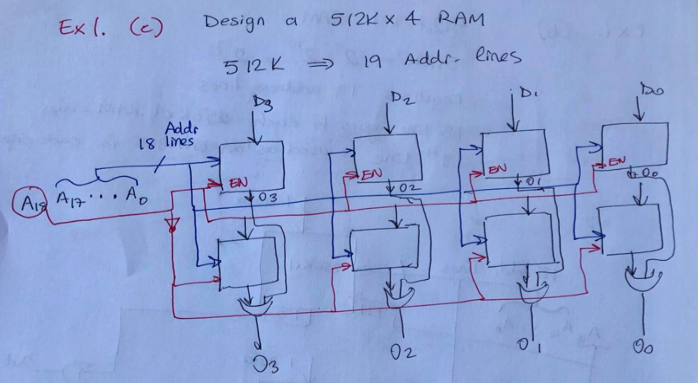 Ex 1. (c) Design a 512K × 4 RAM
512K ⇒ 19 Addr. lines
D3 D2 D1 D0
18 Addr
lines
EN EN EN EN
A18 A17 ... A0
O3 O2 O1 O0
O3 O2 O1 O0